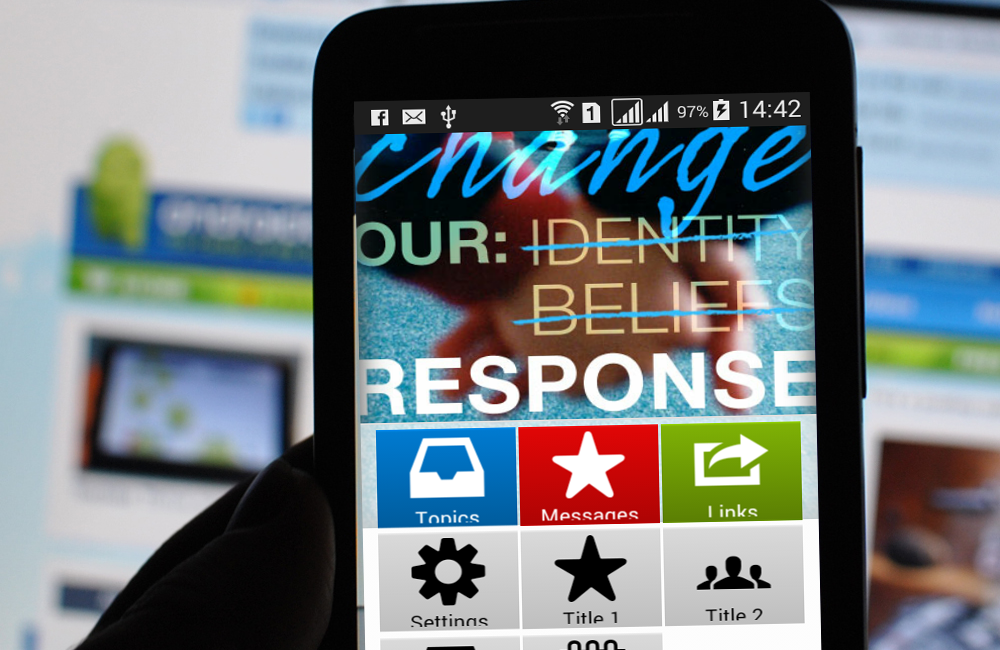 1 97% 14:42
change
OUR: IDENTITY
BELIEFS
RESPONSE
Topics Messages Links
Settings Title 1 Title 2